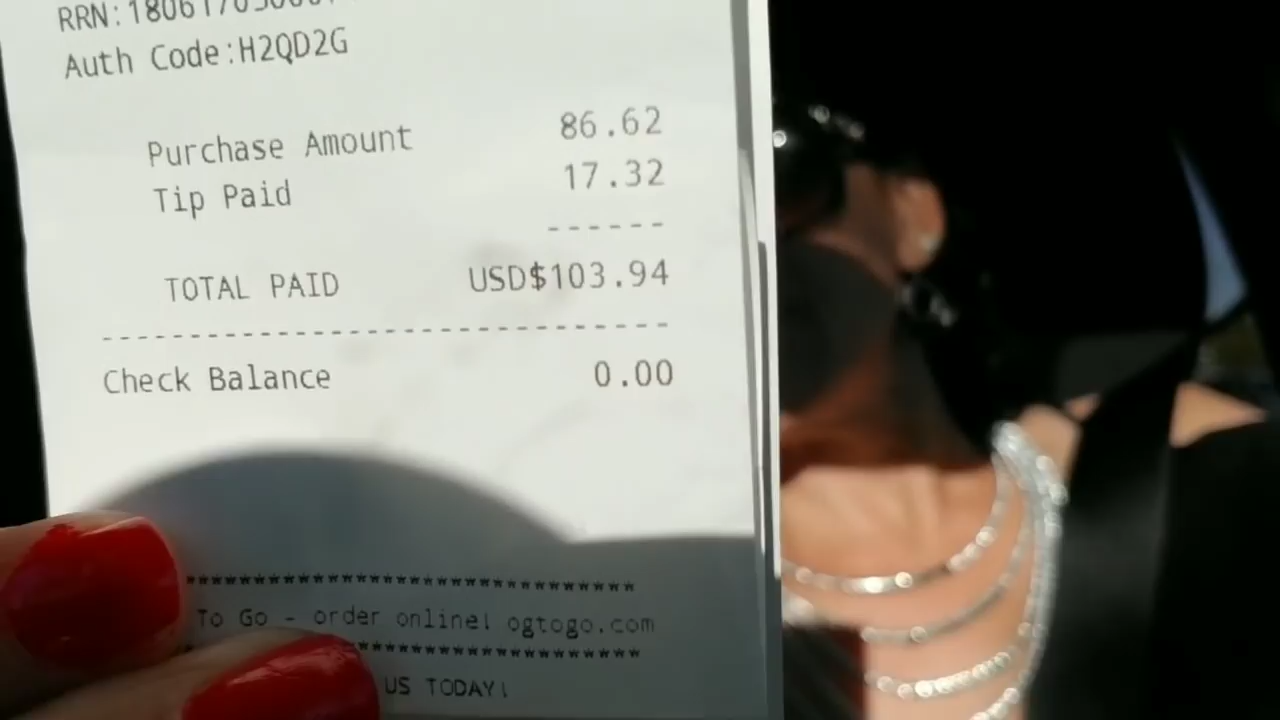 Auth Code:H2QD2G
Purchase Amount 86.62
Tip Paid 17.32
------
TOTAL PAID USD$103.94
--------------------------------
Check Balance 0.00
*********************************
To Go - order online! ogtogo.com
*********************************
US TODAY!